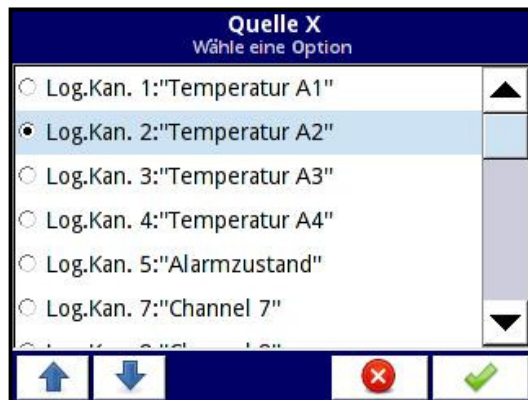 Quelle X
Wähle eine Option
Log.Kan. 1:"Temperatur A1"
Log.Kan. 2:"Temperatur A2"
Log.Kan. 3:"Temperatur A3"
Log.Kan. 4:"Temperatur A4"
Log.Kan. 5:"Alarmzustand"
Log.Kan. 7:"Channel 7"